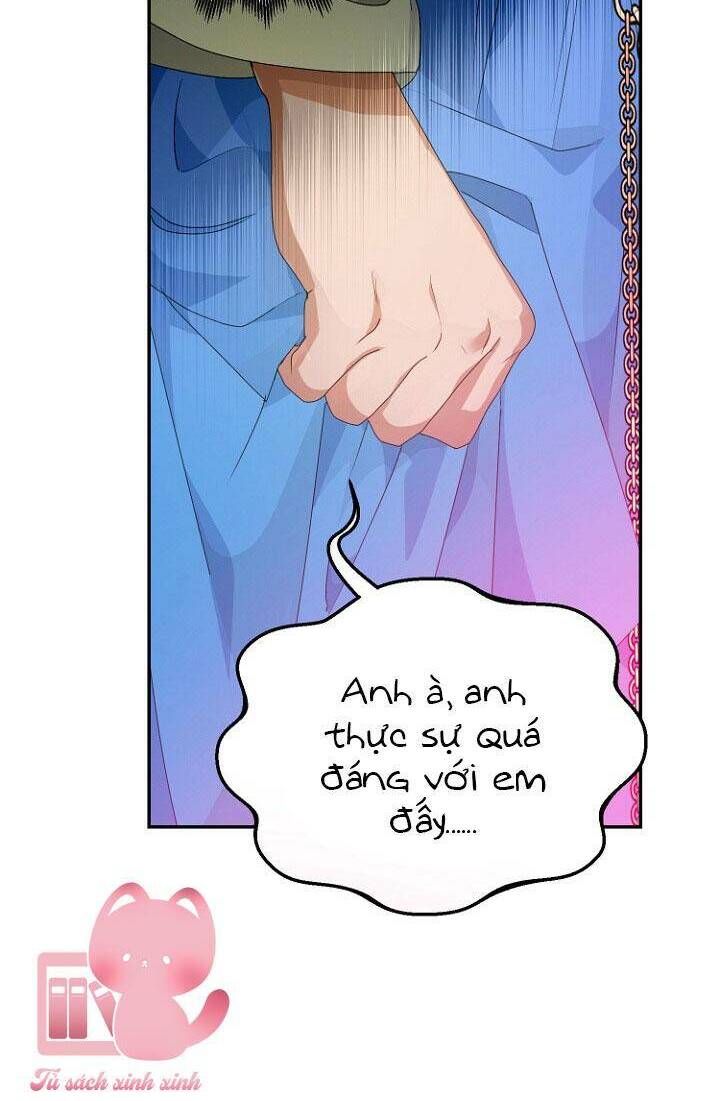 Anh à, anh
thực sự quá
đáng với em
đấy......
Tủ sách xinh xinh